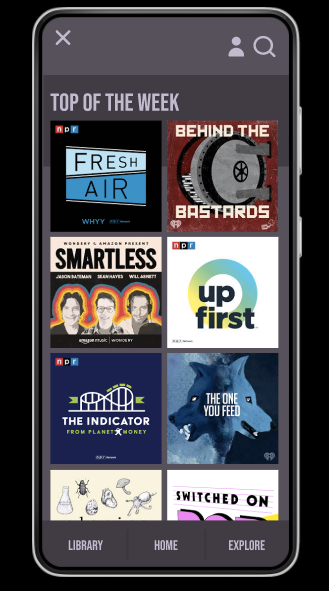 TOP OF THE WEEK
npr
FRESH
AIR
WHYY
BEHIND THE
BASTARDS
WONDERY & AMAZON PRESENT
SMARTLESS
JASON BATEMAN SEAN HAYES WILL ARNETT
amazon music | WONDERY
npr
up
first
npr
THE INDICATOR
FROM PLANET MONEY
THE ONE
YOU FEED
iHeart
SWITCHED ON
LIBRARY
HOME
EXPLORE